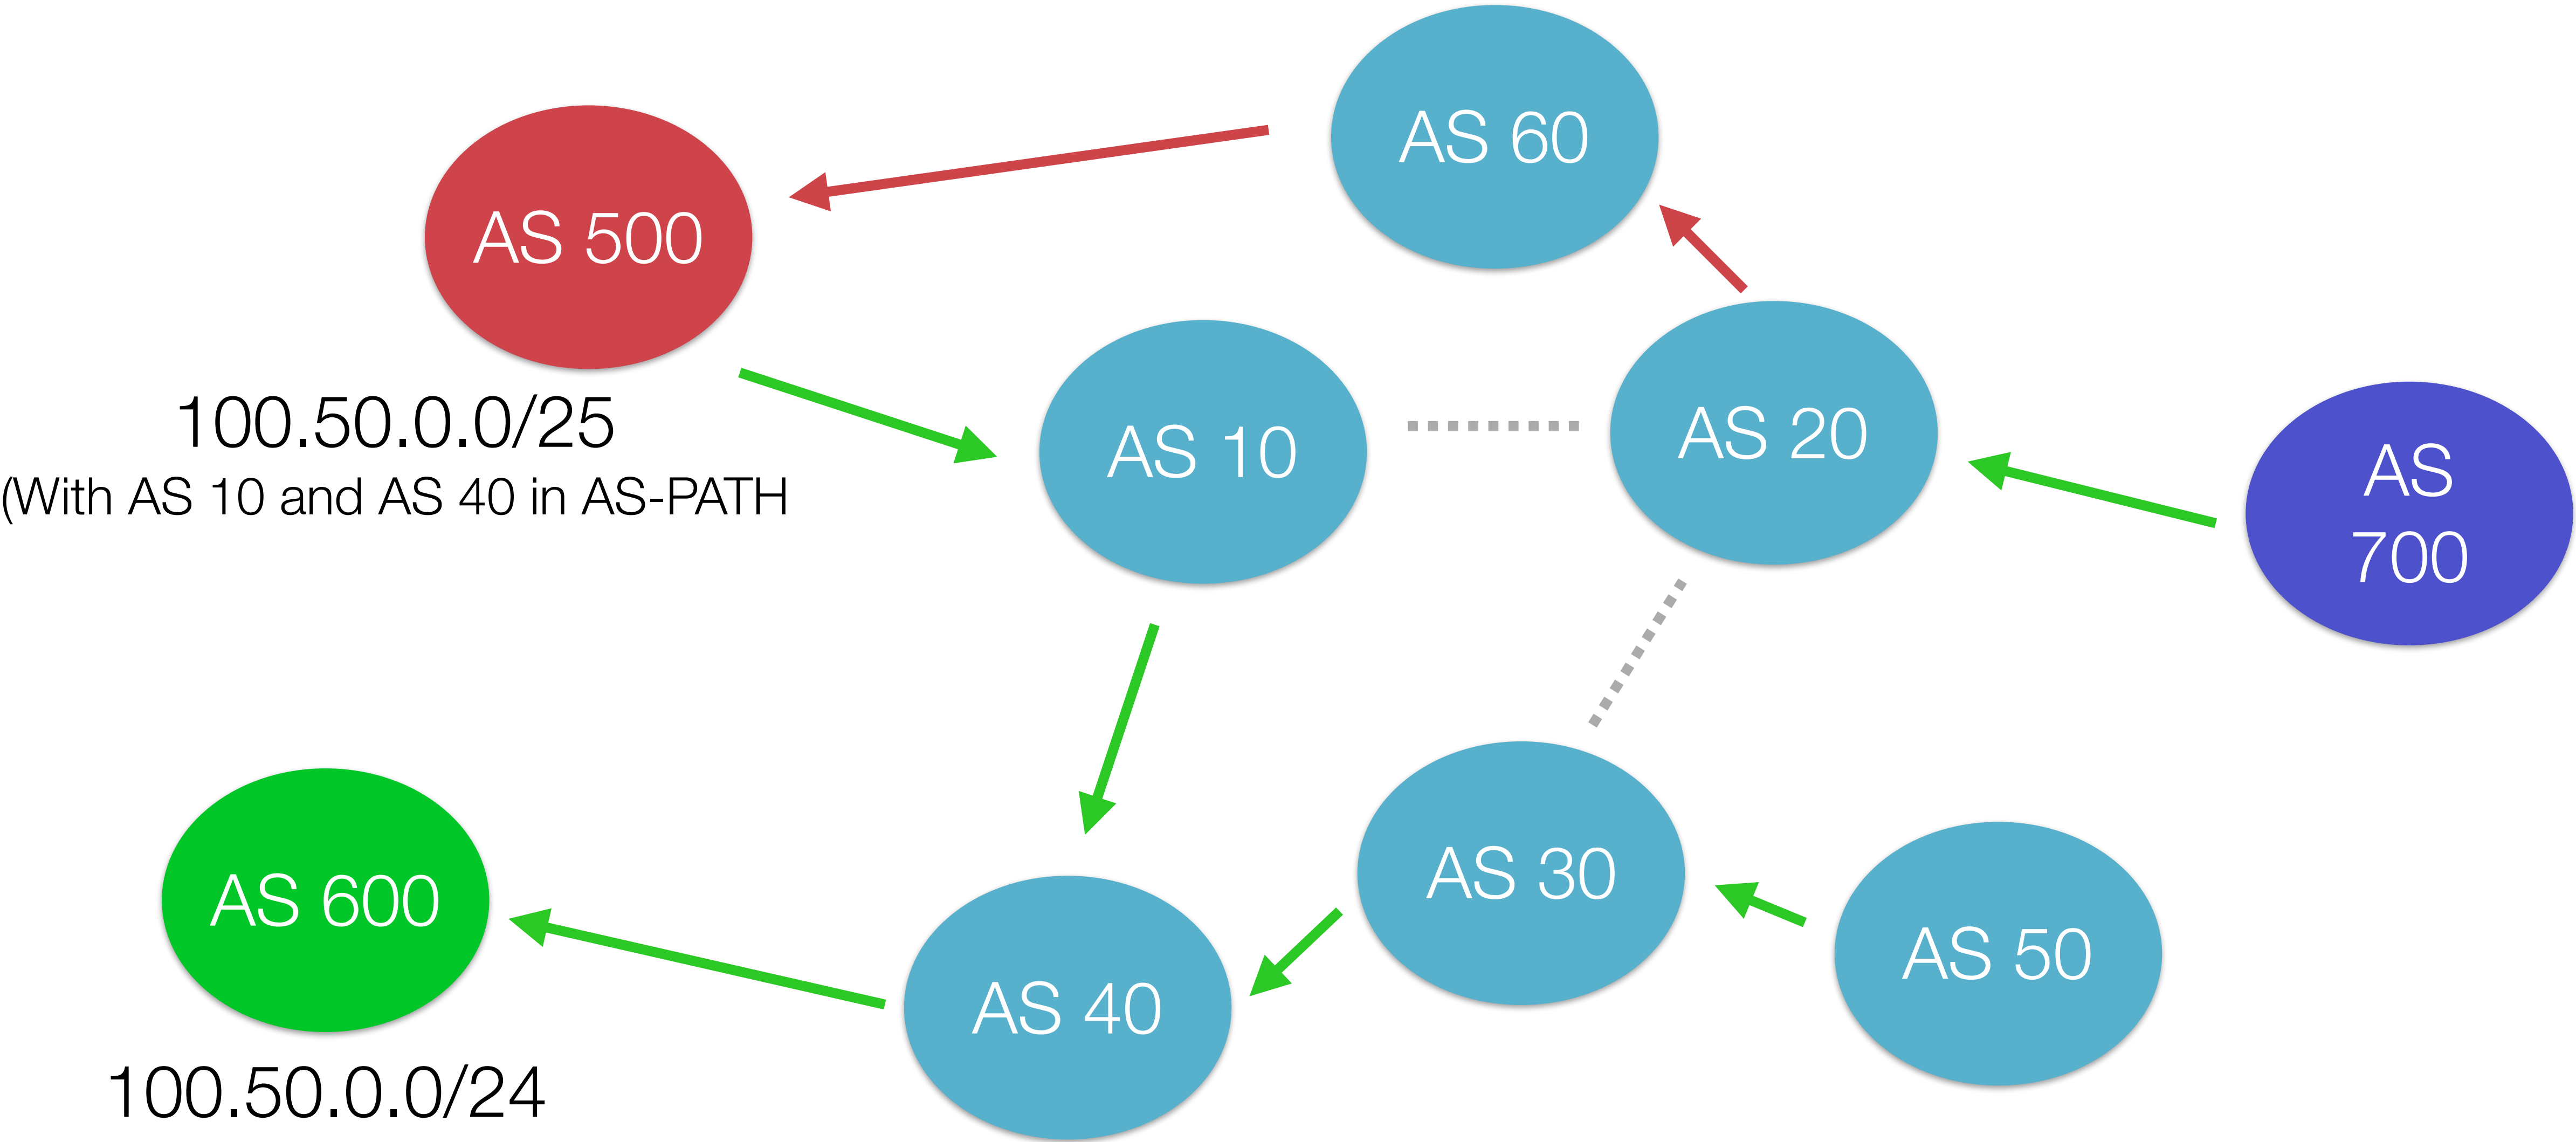 AS 60
AS 500
100.50.0.0/25
(With AS 10 and AS 40 in AS-PATH
AS 10
AS 20
AS
700
AS 600
100.50.0.0/24
AS 40
AS 30
AS 50